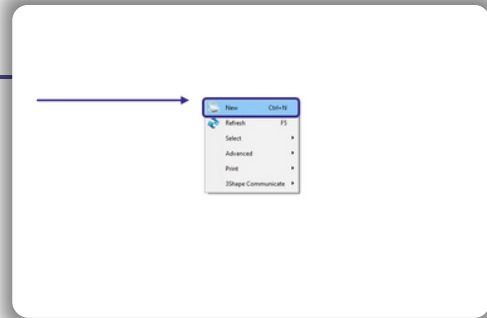 New Ctrl+N
Refresh F5
Select
Advanced
Print
3Shape Communicate